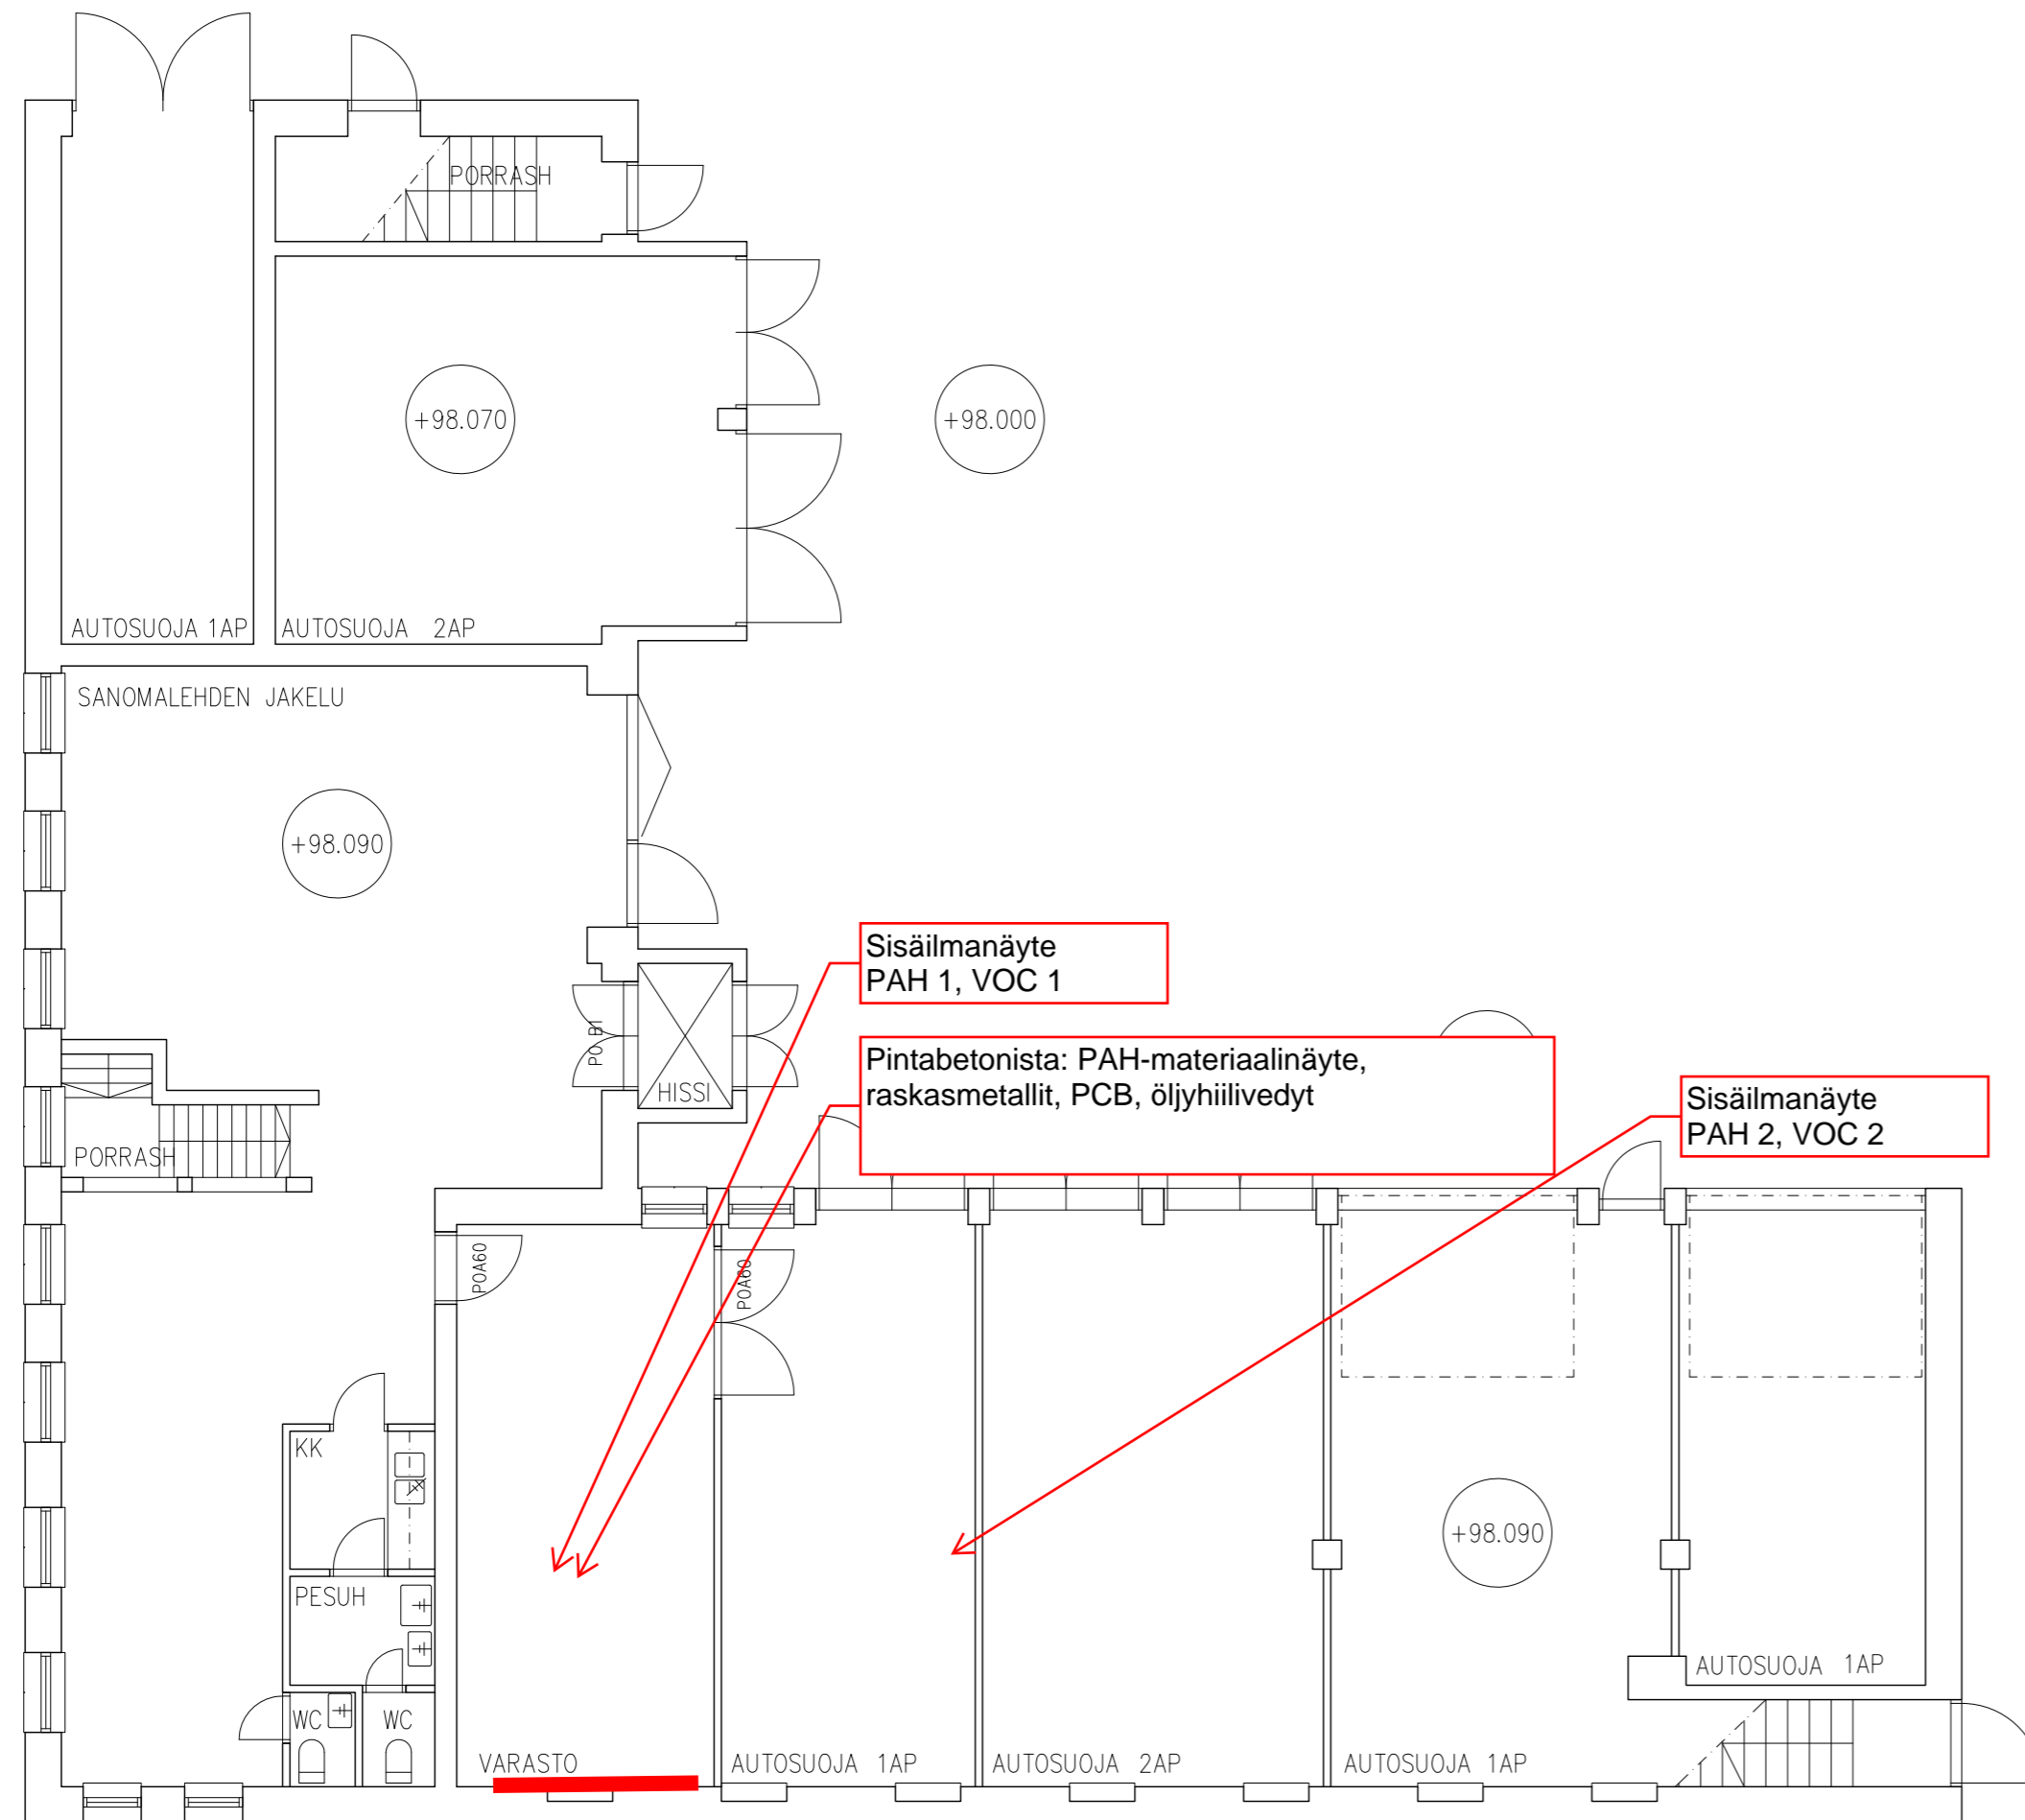 PORRASH
+98.070
+98.000
AUTOSUOJA 1AP
AUTOSUOJA 2AP
SANOMALEHDEN JAKELU
+98.090
Sisäilmanäyte
PAH 1, VOC 1
PO B1
HISSI
Pintabetonista: PAH-materiaalinäyte,
raskasmetallit, PCB, öljyhiilivedyt
Sisäilmanäyte
PAH 2, VOC 2
PORRASH
POA60
POA60
KK
+98.090
PESUH
AUTOSUOJA 1AP
WC
WC
VARASTO
AUTOSUOJA 1AP
AUTOSUOJA 2AP
AUTOSUOJA 1AP